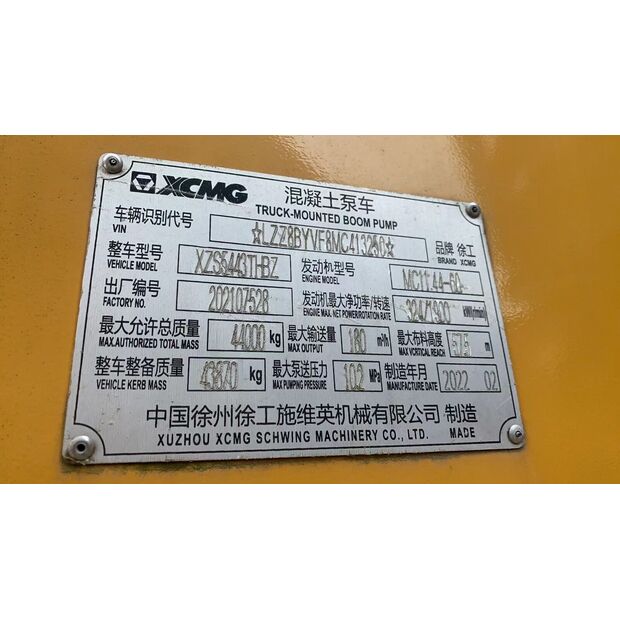 XCMG 混凝土泵车
TRUCK-MOUNTED BOOM PUMP
车辆识别代号 ☆LZZ8BYVF8NC413250☆ 品牌 徐工
VIN BRAND XCMG
整车型号 XZS5443THBZ 发动机型号 MC11.44-60
VEHICLE MODEL ENGINE MODEL
出厂编号 202107528 发动机最大净功率/转速 324/1900 kW/(r/min)
FACTORY NO. ENGINE MAX. NET POWER/ROTATION RATE
最大允许总质量 44000 kg 最大输送量 180 m³/h 最大布料高度 m
MAX.AUTHORIZED TOTAL MASS MAX OUTPUT MAX VCRTICAL REACH
整车整备质量 43870 kg 最大泵送压力 MPa 制造年月 2022 02
VEHICLE KERB MASS MAX PUMPING PRESSURE MANUFACTURE DATE
中国徐州徐工施维英机械有限公司 制造
XUZHOU XCMG SCHWING MACHINERY CO., LTD. MADE